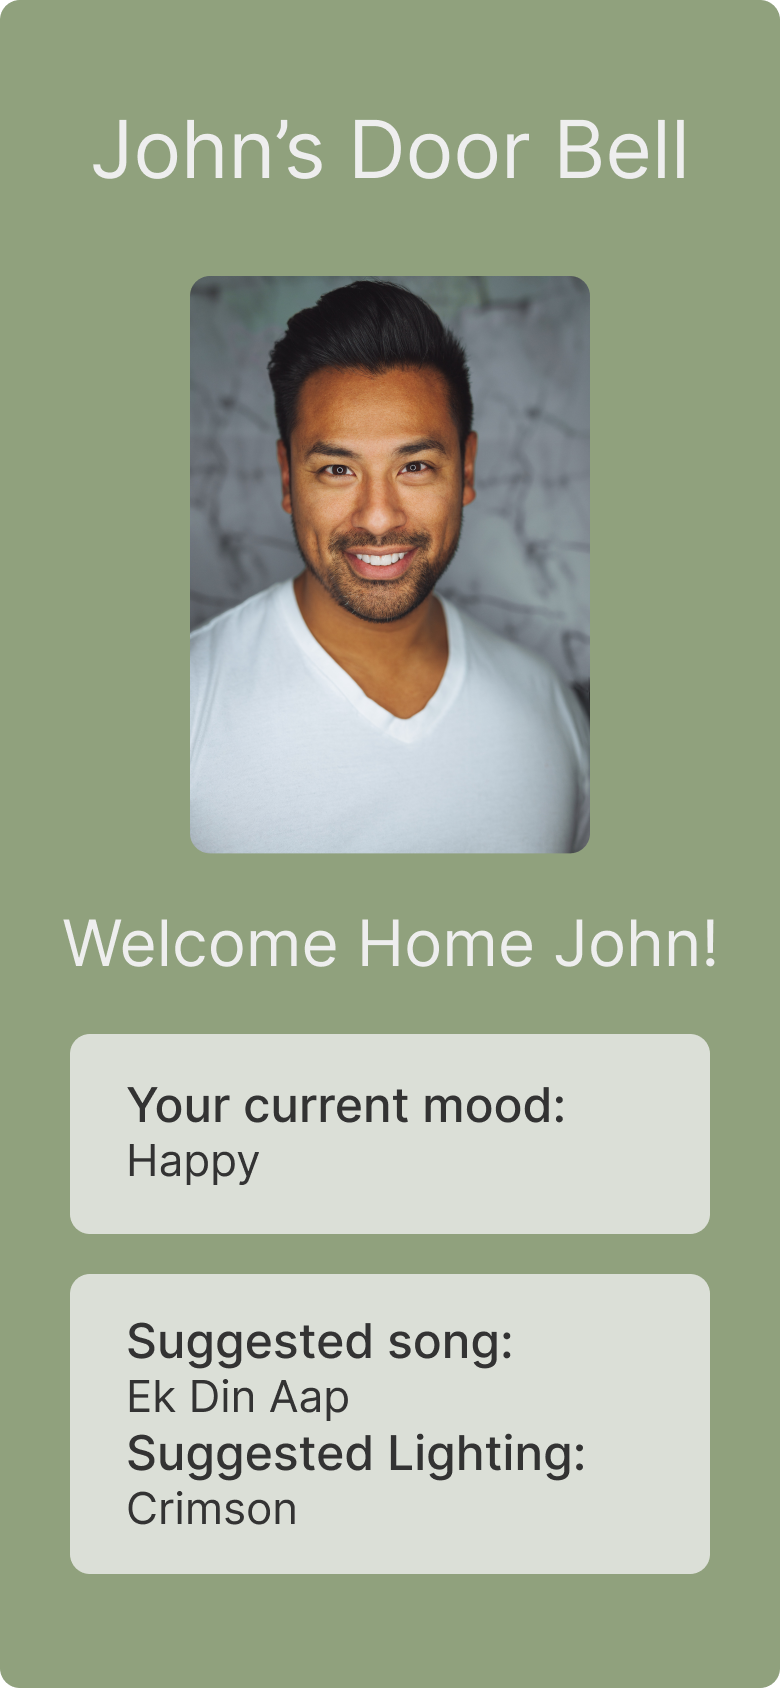 John’s Door Bell
Welcome Home John!
Your current mood:
Happy
Suggested song:
Ek Din Aap
Suggested Lighting:
Crimson